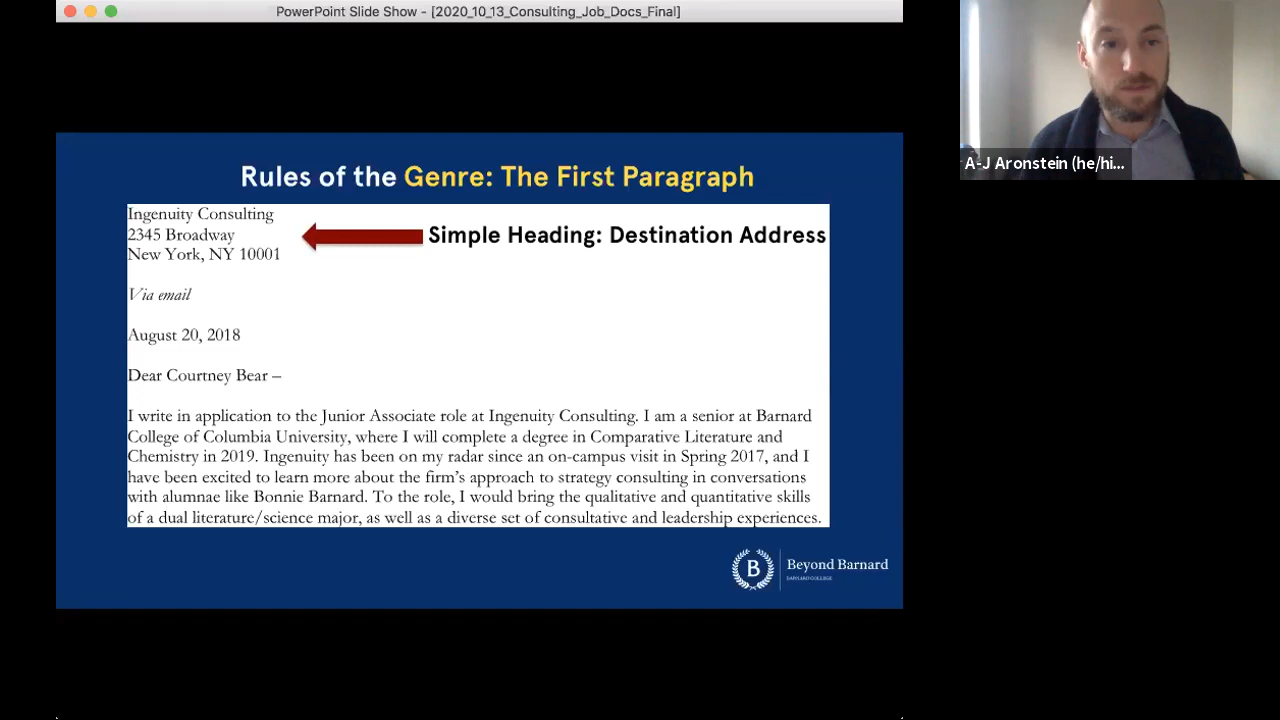 PowerPoint Slide Show - [2020_10_13_Consulting_Job_Docs_Final]
A-J Aronstein (he/hi...
Rules of the Genre: The First Paragraph
Ingenuity Consulting
2345 Broadway
New York, NY 10001
Simple Heading: Destination Address
Via email
August 20, 2018
Dear Courtney Bear –
I write in application to the Junior Associate role at Ingenuity Consulting. I am a senior at Barnard
College of Columbia University, where I will complete a degree in Comparative Literature and
Chemistry in 2019. Ingenuity has been on my radar since an on-campus visit in Spring 2017, and I
have been excited to learn more about the firm's approach to strategy consulting in conversations
with alumnae like Bonnie Barnard. To the role, I would bring the qualitative and quantitative skills
of a dual literature/science major, as well as a diverse set of consultative and leadership experiences.
B
Beyond Barnard
BARNARD COLLEGE